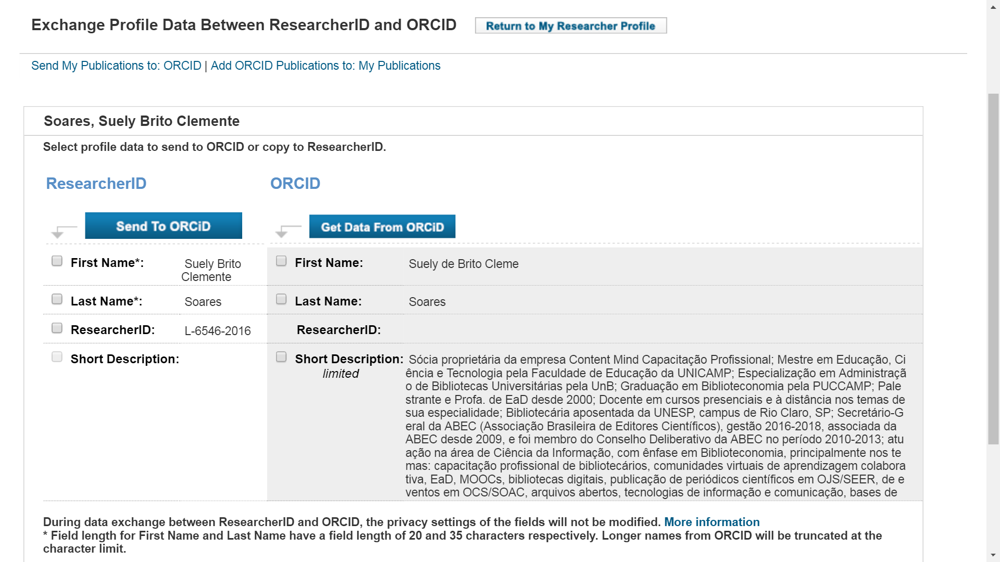 Exchange Profile Data Between ResearcherID and ORCID
Return to My Researcher Profile
Send My Publications to: ORCID | Add ORCID Publications to: My Publications
Soares, Suely Brito Clemente
Select profile data to send to ORCID or copy to ResearcherID.
ResearcherID
Send To ORCiD
First Name*: Suely Brito
Clemente
Last Name*: Soares
ResearcherID: L-6546-2016
Short Description:
ORCID
Get Data From ORCiD
First Name: Suely de Brito Cleme
Last Name: Soares
ResearcherID:
Short Description:
limited
Sócia proprietária da empresa Content Mind Capacitação Profissional; Mestre em Educação, Ci
ência e Tecnologia pela Faculdade de Educação da UNICAMP; Especialização em Administraçã
o de Bibliotecas Universitárias pela UnB; Graduação em Biblioteconomia pela PUCCAMP; Pale
strante e Profa. de EaD desde 2000; Docente em cursos presenciais e à distância nos temas de
sua especialidade; Bibliotecária aposentada da UNESP, campus de Rio Claro, SP; Secretário-G
eral da ABEC (Associação Brasileira de Editores Científicos), gestão 2016-2018, associada da
ABEC desde 2009, e foi membro do Conselho Deliberativo da ABEC no período 2010-2013; atu
ação na área de Ciência da Informação, com ênfase em Biblioteconomia, principalmente nos te
mas: capacitação profissional de bibliotecários, comunidades virtuais de aprendizagem colabora
tiva, EaD, MOOCs, bibliotecas digitais, publicação de periódicos científicos em OJS/SEER, de e
ventos em OCS/SOAC, arquivos abertos, tecnologias de informação e comunicação, bases de
During data exchange between ResearcherID and ORCID, the privacy settings of the fields will not be modified. More information
* Field length for First Name and Last Name have a field length of 20 and 35 characters respectively. Longer names from ORCID will be truncated at the
character limit.